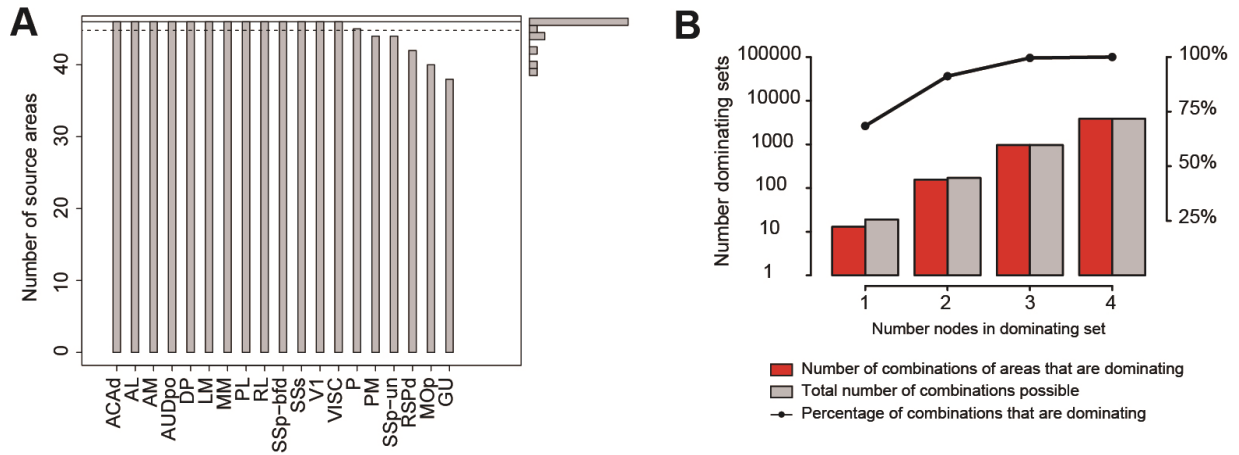 A
Number of source areas
40
30
20
10
0
ACAd
AL
AM
AUDpo
DP
LM
MM
PL
RL
SSp-bfd
SSs
V1
VISC
P
PM
SSp-un
RSPd
MOp
GU
B
Number dominating sets
100000
10000
1000
100
10
1
100%
75%
50%
25%
1 2 3 4
Number nodes in dominating set
Number of combinations of areas that are dominating
Total number of combinations possible
Percentage of combinations that are dominating